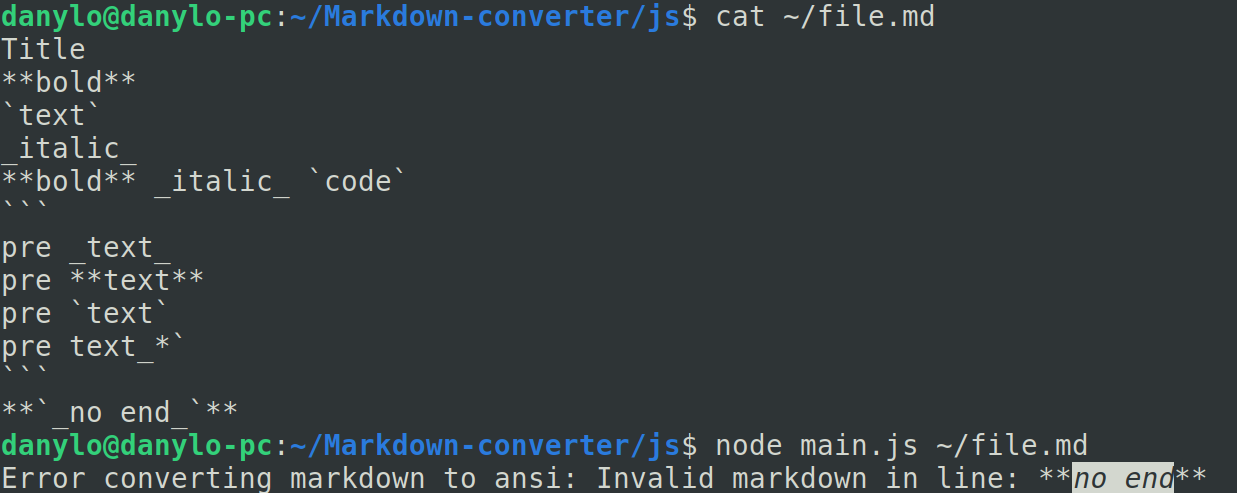 danylo@danylo-pc:~/Markdown-converter/js$ cat ~/file.md
Title
**bold**
`text`
_italic_
**bold** _italic_ `code`
```
pre _text_
pre **text**
pre `text`
pre text_*`
```
**`_no end_`**
danylo@danylo-pc:~/Markdown-converter/js$ node main.js ~/file.md
Error converting markdown to ansi: Invalid markdown in line: **no end**